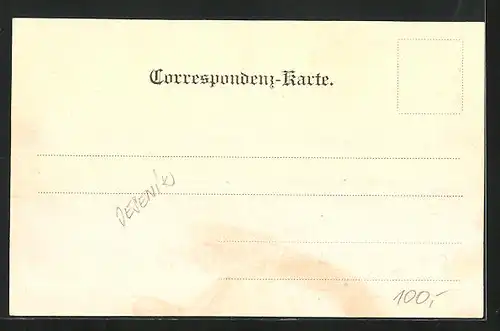 Correspondenz-Karte.
100,-